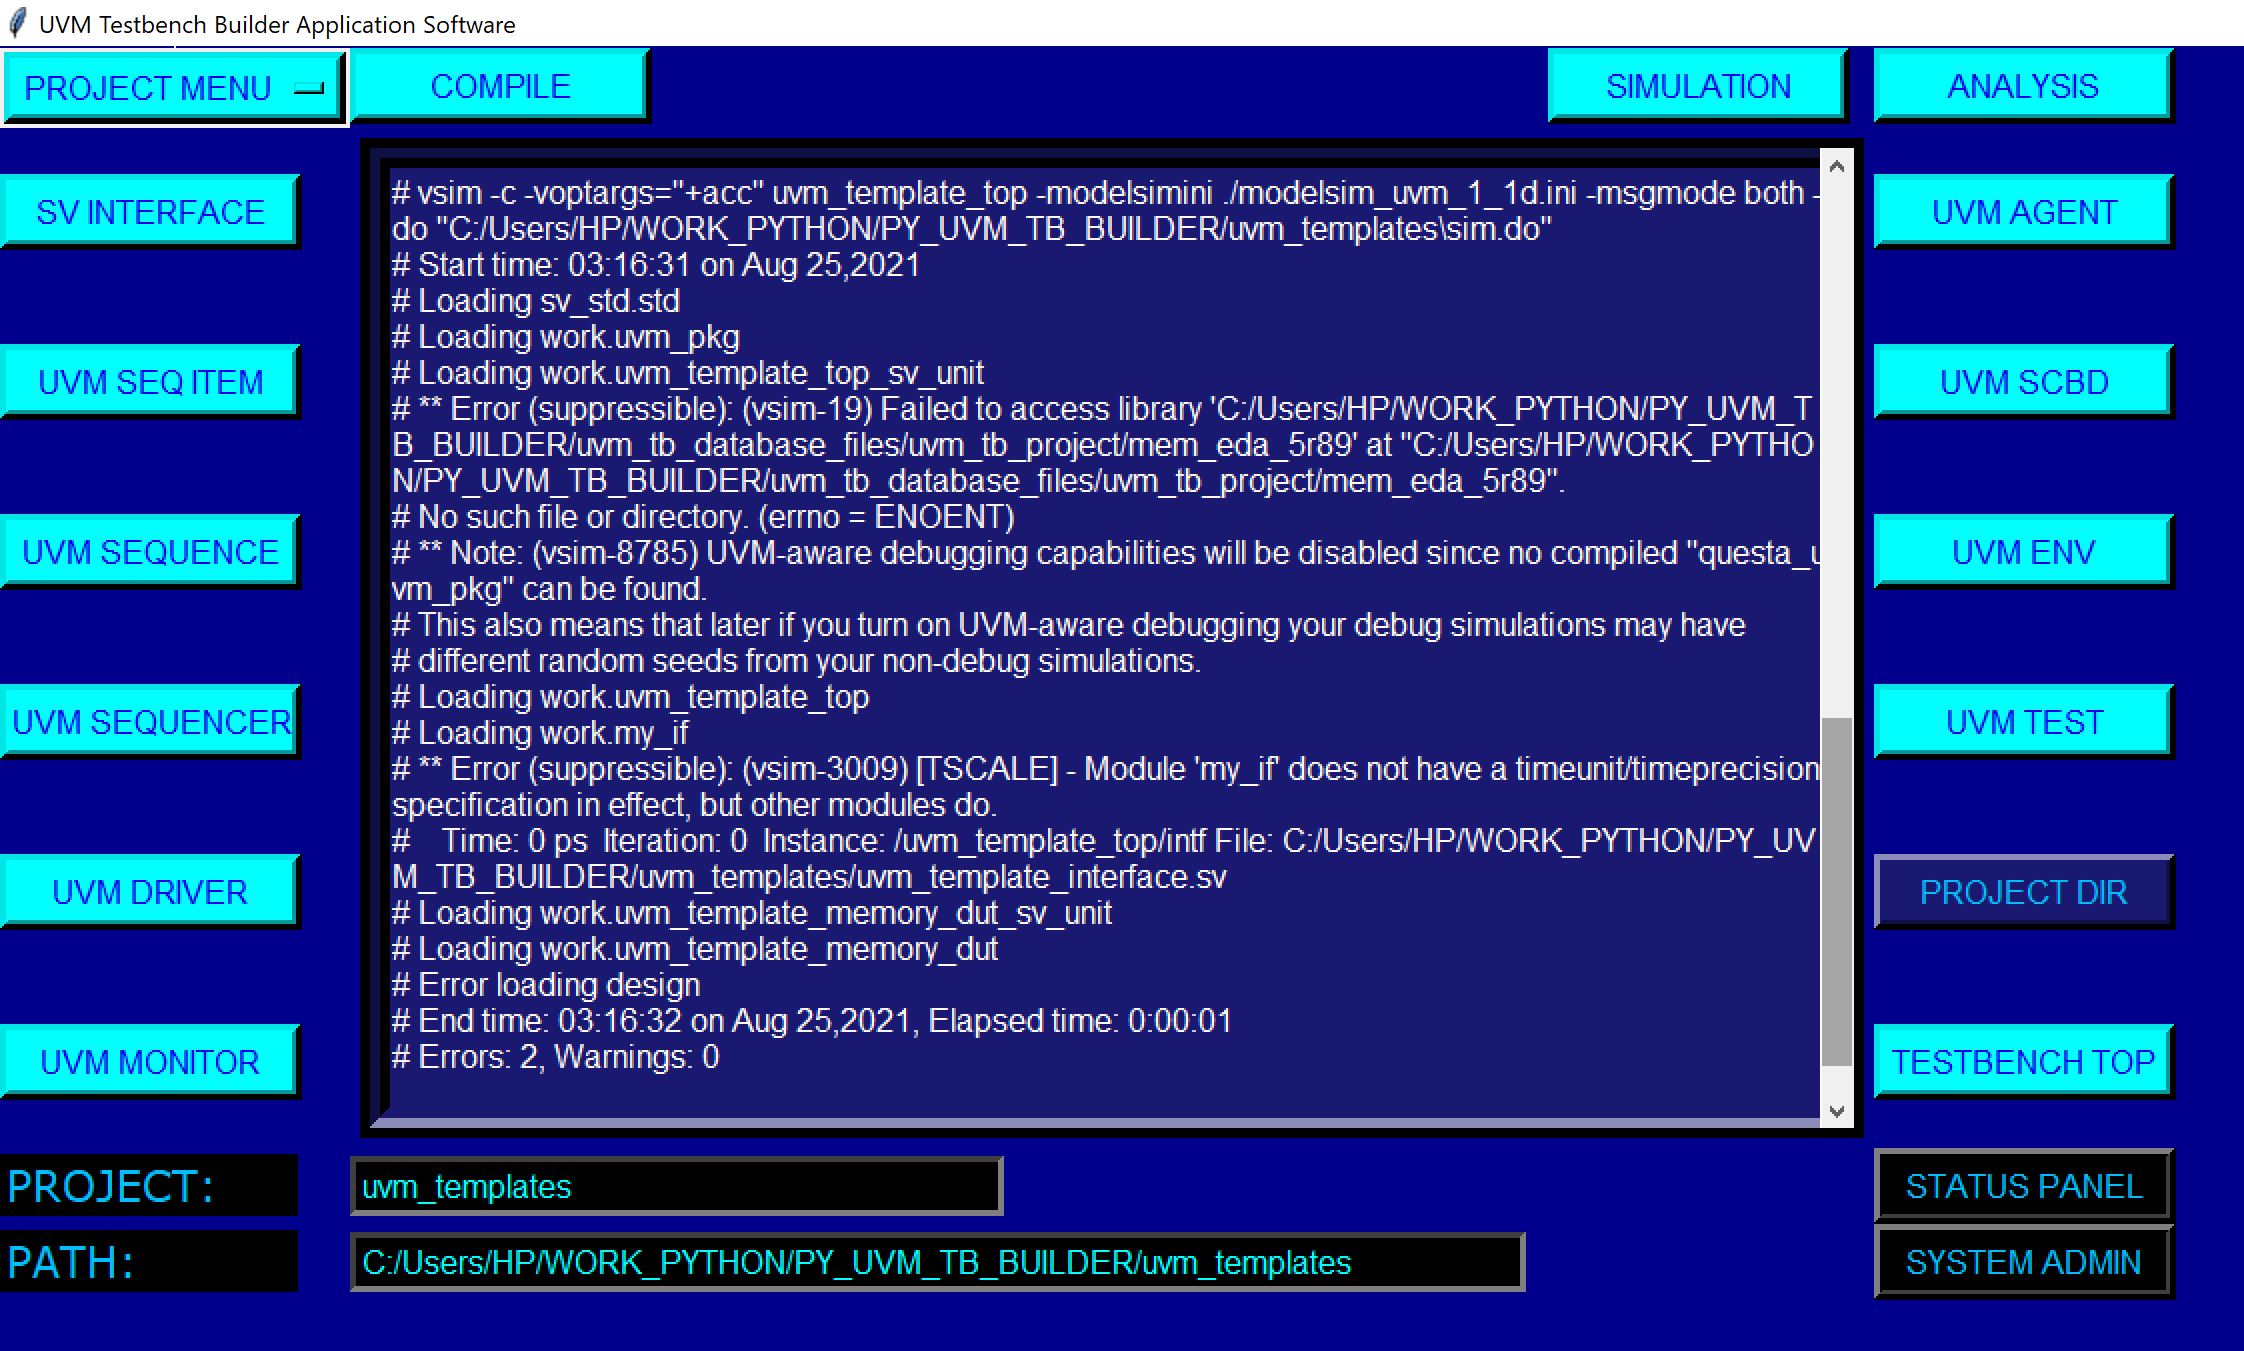 UVM Testbench Builder Application Software
PROJECT MENU
COMPILE
SIMULATION
ANALYSIS
SV INTERFACE
UVM SEQ ITEM
UVM SEQUENCE
UVM SEQUENCER
UVM DRIVER
UVM MONITOR
# vsim -c -voptargs="+acc" uvm_template_top -modelsimini ./modelsim_uvm_1_1d.ini -msgmode both -
do "C:/Users/HP/WORK_PYTHON/PY_UVM_TB_BUILDER/uvm_templates\sim.do"
# Start time: 03:16:31 on Aug 25,2021
# Loading sv_std.std
# Loading work.uvm_pkg
# Loading work.uvm_template_top_sv_unit
# ** Error (suppressible): (vsim-19) Failed to access library 'C:/Users/HP/WORK_PYTHON/PY_UVM_T
B_BUILDER/uvm_tb_database_files/uvm_tb_project/mem_eda_5r89' at "C:/Users/HP/WORK_PYTHO
N/PY_UVM_TB_BUILDER/uvm_tb_database_files/uvm_tb_project/mem_eda_5r89".
# No such file or directory. (errno = ENOENT)
# ** Note: (vsim-8785) UVM-aware debugging capabilities will be disabled since no compiled "questa_u
vm_pkg" can be found.
# This also means that later if you turn on UVM-aware debugging your debug simulations may have
# different random seeds from your non-debug simulations.
# Loading work.uvm_template_top
# Loading work.my_if
# ** Error (suppressible): (vsim-3009) [TSCALE] - Module 'my_if' does not have a timeunit/timeprecision
specification in effect, but other modules do.
#    Time: 0 ps  Iteration: 0  Instance: /uvm_template_top/intf File: C:/Users/HP/WORK_PYTHON/PY_UV
M_TB_BUILDER/uvm_templates/uvm_template_interface.sv
# Loading work.uvm_template_memory_dut_sv_unit
# Loading work.uvm_template_memory_dut
# Error loading design
# End time: 03:16:32 on Aug 25,2021, Elapsed time: 0:00:01
# Errors: 2, Warnings: 0
UVM AGENT
UVM SCBD
UVM ENV
UVM TEST
PROJECT DIR
TESTBENCH TOP
PROJECT:
uvm_templates
STATUS PANEL
PATH:
C:/Users/HP/WORK_PYTHON/PY_UVM_TB_BUILDER/uvm_templates
SYSTEM ADMIN